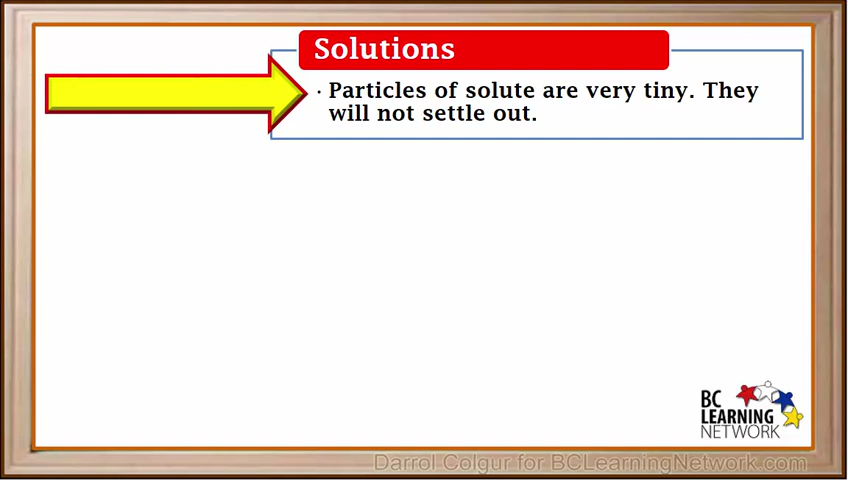 Solutions
· Particles of solute are very tiny. They
will not settle out.
BC
LEARNING
NETWORK
Darrol Colgur for BCLearningNetwork.com